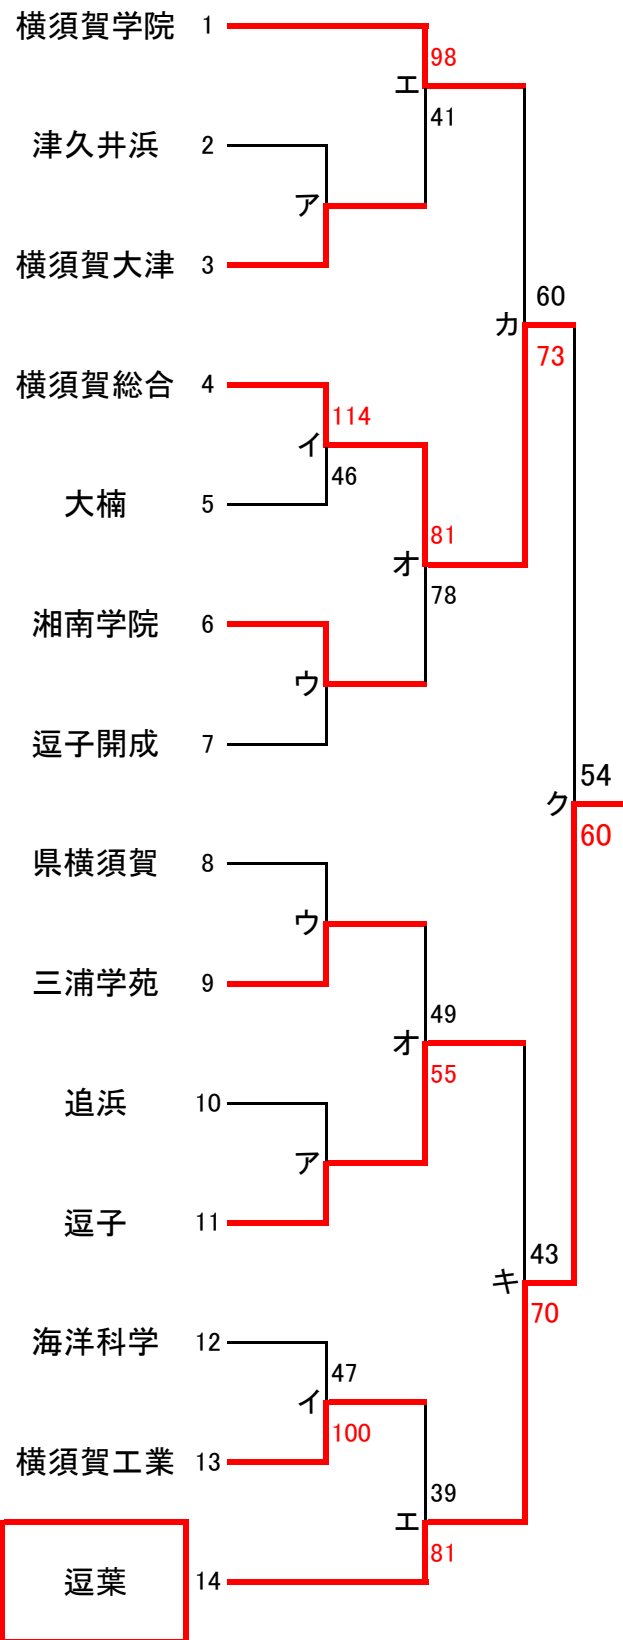 横須賀学院 1
98
エ
41
津久井浜 2
ア
横須賀大津 3
60
カ
73
横須賀総合 4
114
イ
46
大楠 5
81
オ
78
湘南学院 6
ウ
逗子開成 7
54
ク
60
県横須賀 8
ウ
三浦学苑 9
49
オ
55
追浜 10
ア
逗子 11
43
キ
70
海洋科学 12
47
イ
100
横須賀工業 13
39
エ
81
逗葉 14